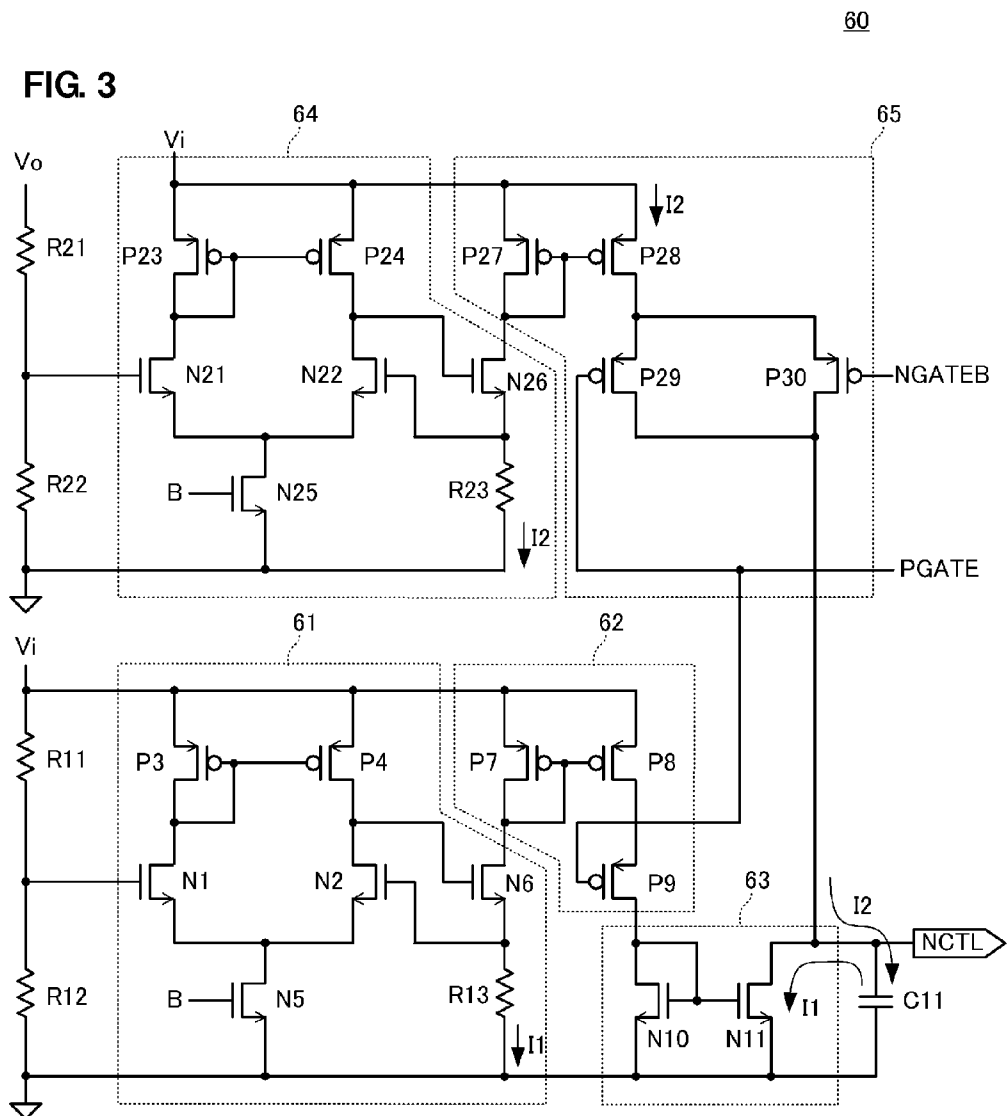 60
FIG. 3
64
65
Vi
Vo
I2
R21
P23
P24
P27
P28
N21
N22
N26
P29
P30
NGATEB
R22
B
N25
R23
I2
PGATE
Vi
61
62
R11
P3
P4
P7
P8
N1
N2
N6
P9
63
I2
NCTL
R12
B
N5
R13
I1
N10
N11
I1
C11